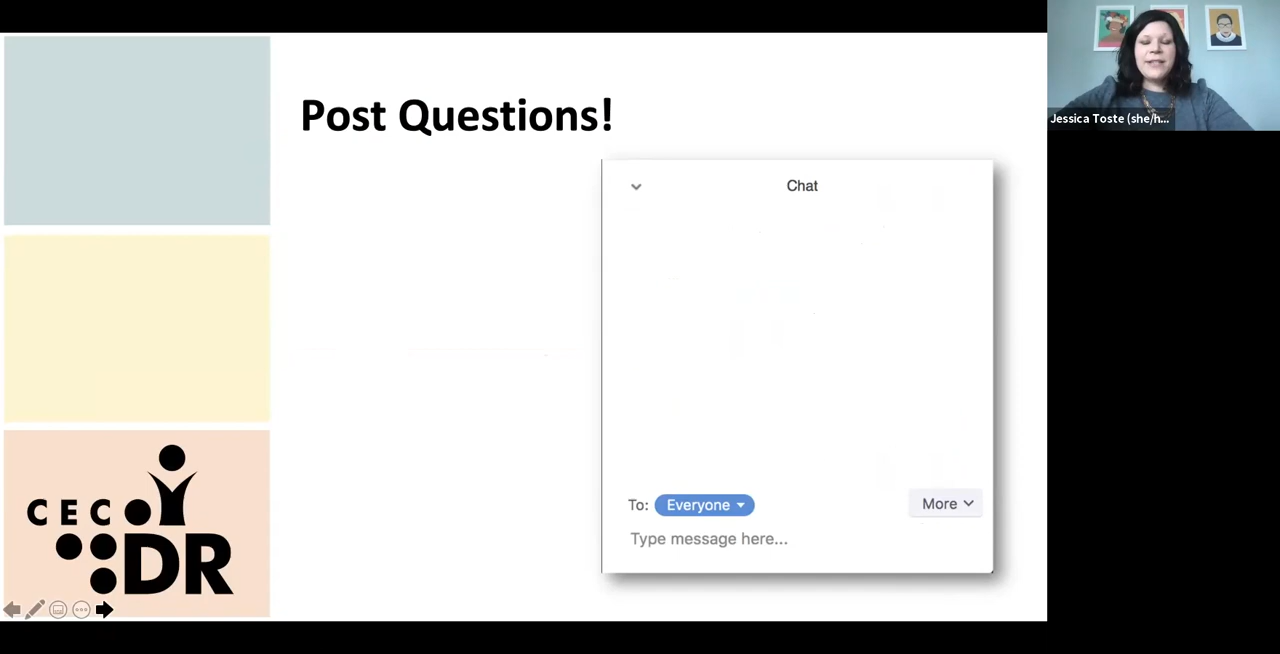 Post Questions!
Jessica Toste (she/h...
Chat
To: Everyone
More
Type message here...
CEC
DR